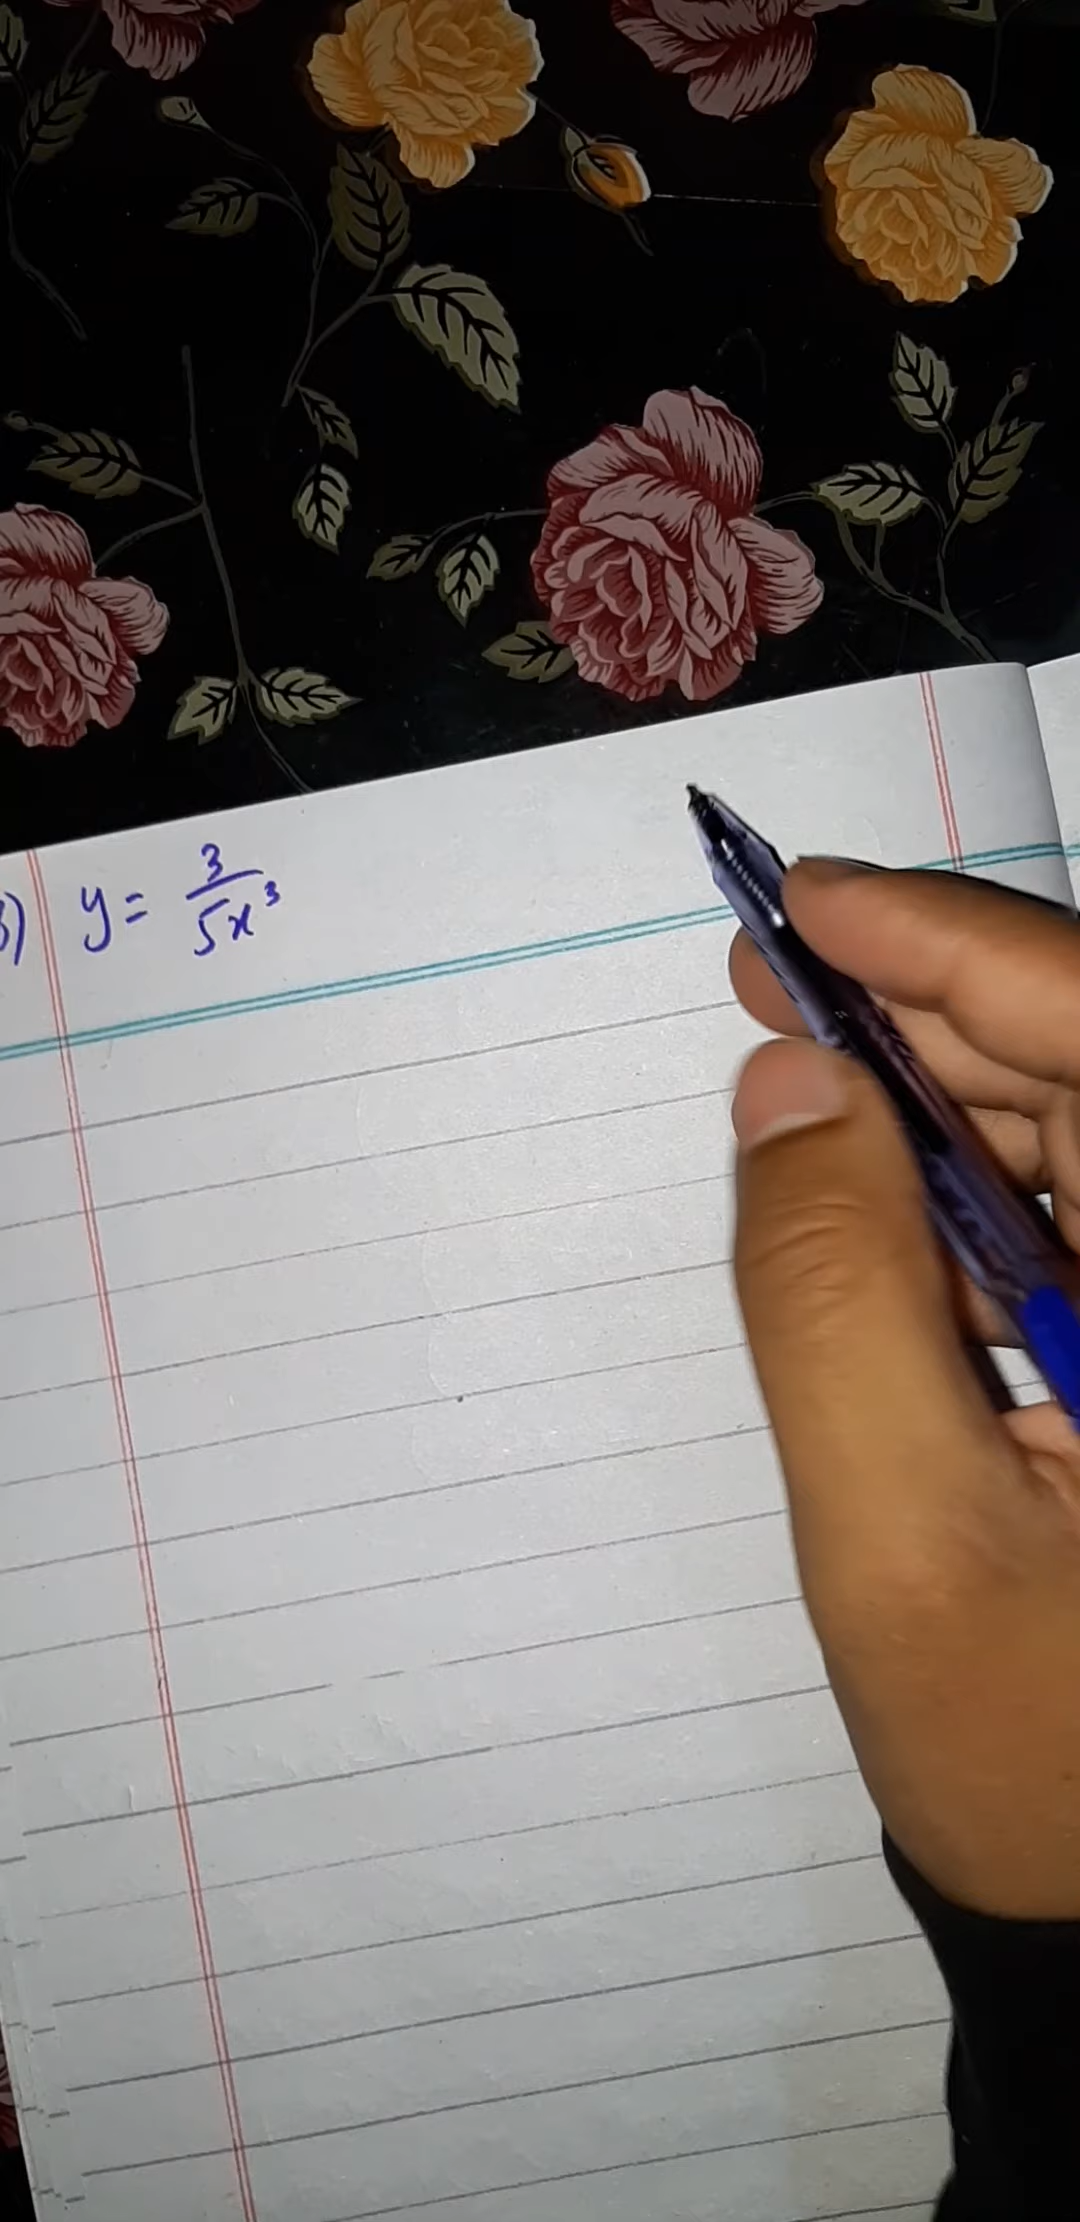 3) y = 3/5x³